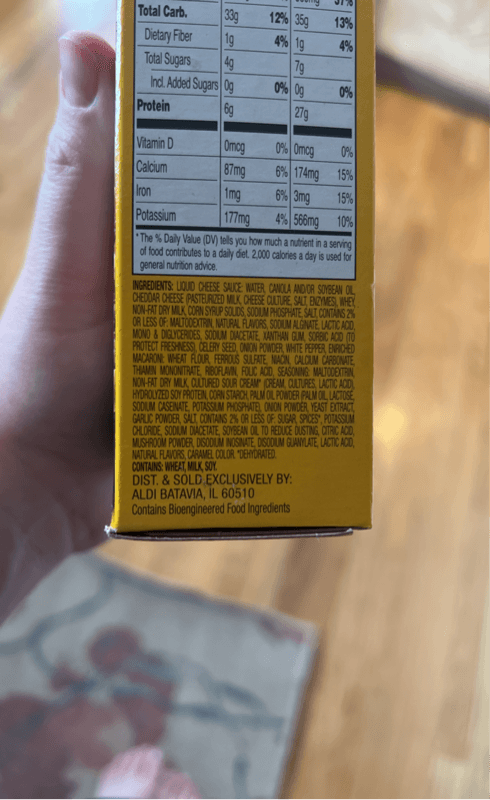 37%
Total Carb. 33g 12% 35g 13%
Dietary Fiber 1g 4% 1g 4%
Total Sugars 4g 7g
Incl. Added Sugars 0g 0% 0g 0%
Protein 6g 27g
Vitamin D 0mcg 0% 0mcg 0%
Calcium 87mg 6% 174mg 15%
Iron 1mg 6% 3mg 15%
Potassium 177mg 4% 566mg 10%
*The % Daily Value (DV) tells you how much a nutrient in a serving
of food contributes to a daily diet. 2,000 calories a day is used for
general nutrition advice.
INGREDIENTS: LIQUID CHEESE SAUCE: WATER, CANOLA AND/OR SOYBEAN OIL,
CHEDDAR CHEESE (PASTEURIZED MILK, CHEESE CULTURE, SALT, ENZYMES), WHEY,
NON-FAT DRY MILK, CORN SYRUP SOLIDS, SODIUM PHOSPHATE, SALT, CONTAINS 2%
OR LESS OF: MALTODEXTRIN, NATURAL FLAVORS, SODIUM ALGINATE, LACTIC ACID,
MONO & DIGLYCERIDES, SODIUM DIACETATE, XANTHAN GUM, SORBIC ACID (TO
PROTECT FRESHNESS), CELERY SEED, ONION POWDER, WHITE PEPPER, ENRICHED
MACARONI: WHEAT FLOUR, FERROUS SULFATE, NIACIN, CALCIUM CARBONATE,
THIAMIN MONONITRATE, RIBOFLAVIN, FOLIC ACID. SEASONING: MALTODEXTRIN,
NON-FAT DRY MILK, CULTURED SOUR CREAM* (CREAM, CULTURES, LACTIC ACID),
HYDROLYZED SOY PROTEIN, CORN STARCH, PALM OIL POWDER (PALM OIL, LACTOSE,
SODIUM CASEINATE, POTASSIUM PHOSPHATE), ONION POWDER, YEAST EXTRACT,
GARLIC POWDER, SALT, CONTAINS 2% OR LESS OF: SUGAR, SPICES*, POTASSIUM
CHLORIDE, SODIUM DIACETATE, SOYBEAN OIL TO REDUCE DUSTING, CITRIC ACID,
MUSHROOM POWDER, DISODIUM INOSINATE, DISODIUM GUANYLATE, LACTIC ACID,
NATURAL FLAVORS, CARAMEL COLOR. *DEHYDRATED.
CONTAINS: WHEAT, MILK, SOY.
DIST. & SOLD EXCLUSIVELY BY:
ALDI BATAVIA, IL 60510
Contains Bioengineered Food Ingredients